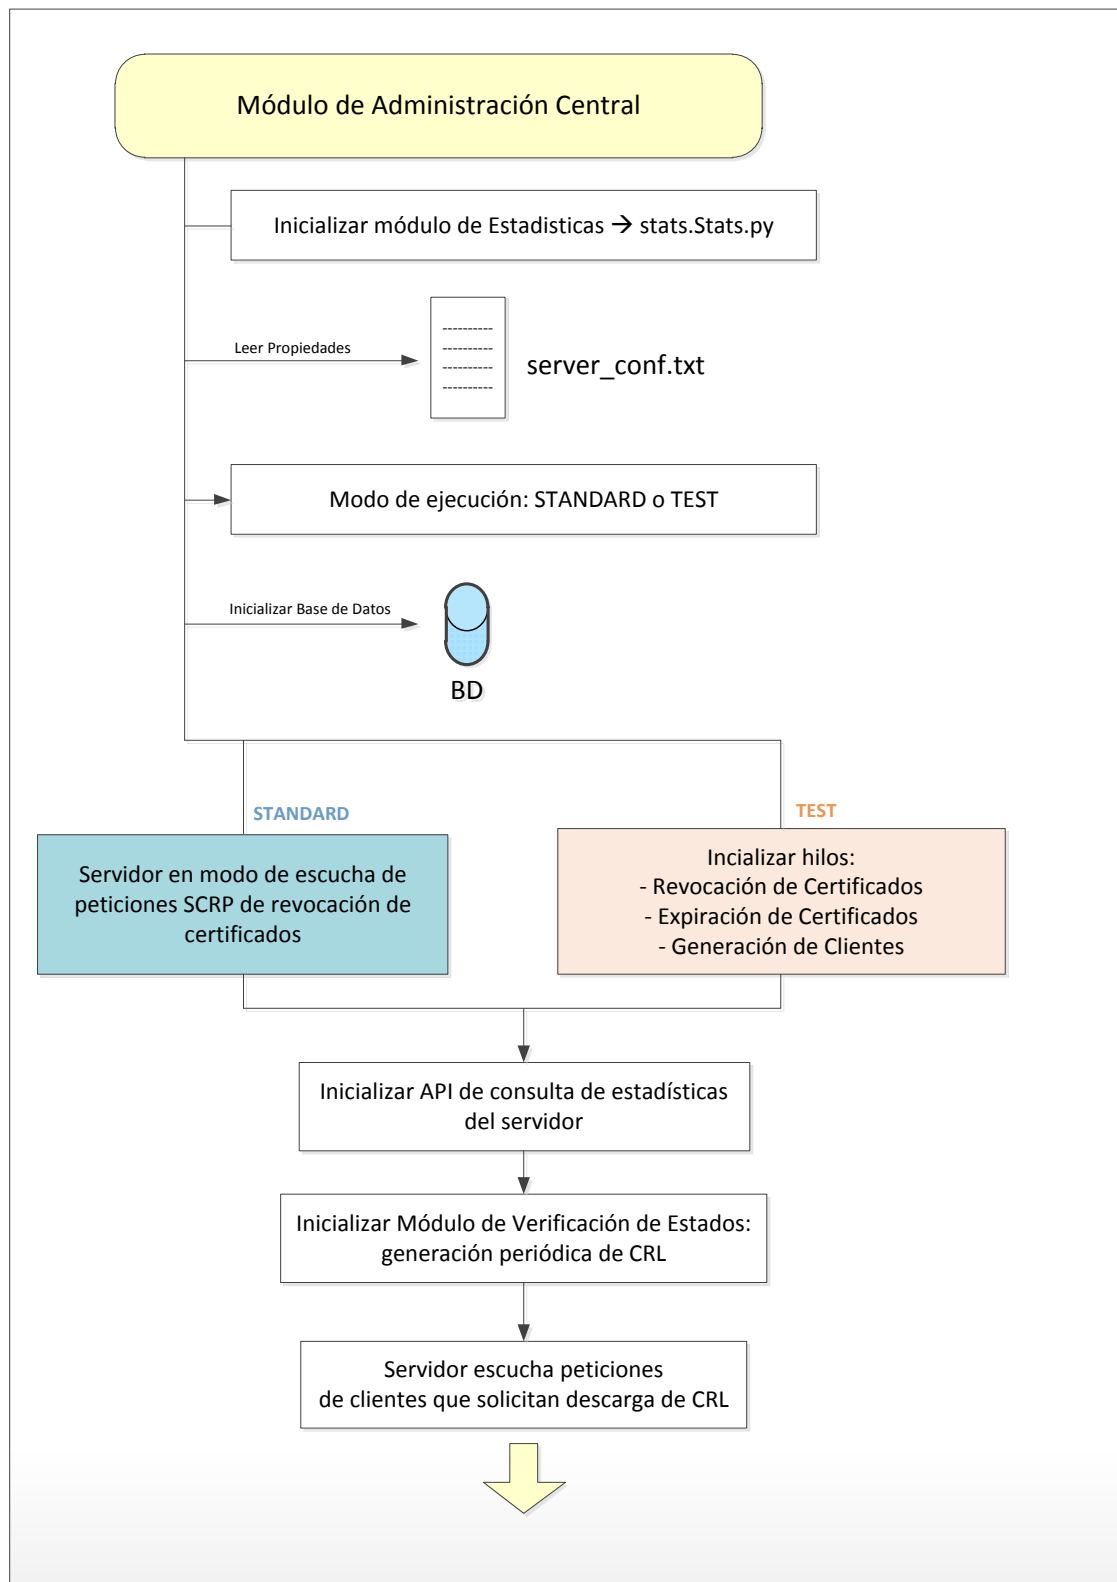 Módulo de Administración Central
Inicializar módulo de Estadisticas → stats.Stats.py
Leer Propiedades
----------
----------
----------
----------
server_conf.txt
Modo de ejecución: STANDARD o TEST
Inicializar Base de Datos
BD
STANDARD
TEST
Servidor en modo de escucha de
peticiones SCRP de revocación de
certificados
Incializar hilos:
- Revocación de Certificados
- Expiración de Certificados
- Generación de Clientes
Inicializar API de consulta de estadísticas
del servidor
Inicializar Módulo de Verificación de Estados:
generación periódica de CRL
Servidor escucha peticiones
de clientes que solicitan descarga de CRL